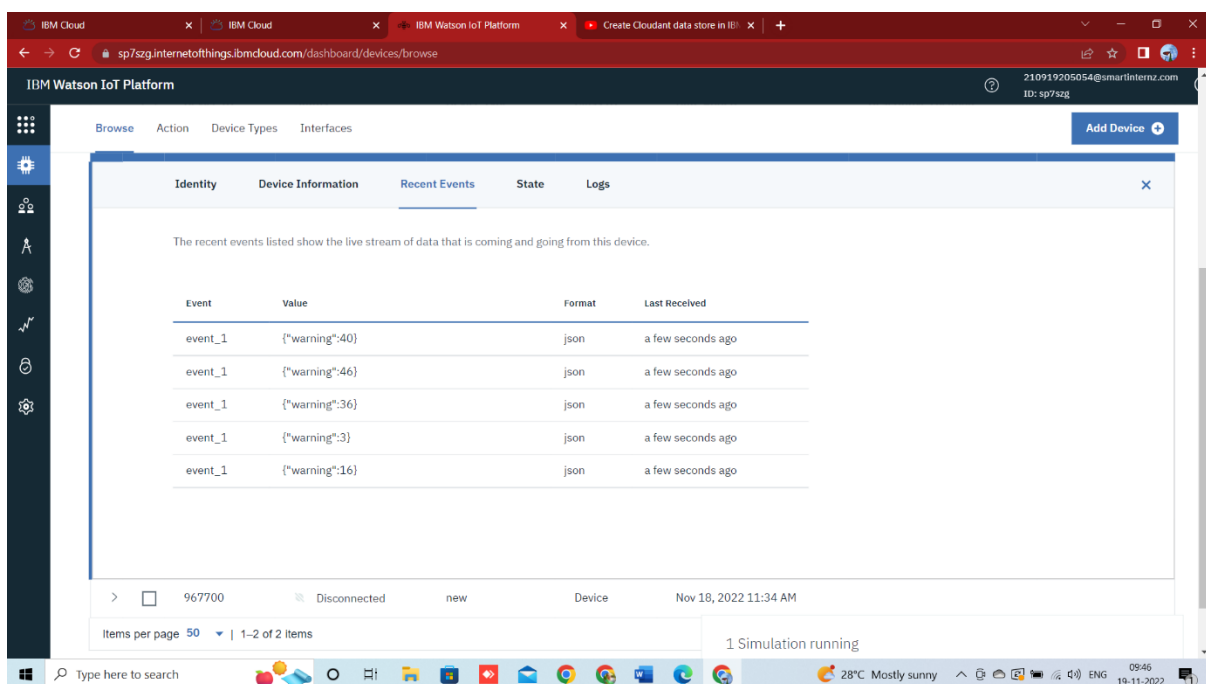 IBM Cloud IBM Cloud IBM Watson IoT Platform Create Cloudant data store in IBM
sp7szg.internetofthings.ibmcloud.com/dashboard/devices/browse
IBM Watson IoT Platform
210919205054@smartinternz.com
ID: sp7szg
Browse Action Device Types Interfaces Add Device
Identity Device Information Recent Events State Logs
The recent events listed show the live stream of data that is coming and going from this device.
Event Value Format Last Received
event_1 {"warning":40} json a few seconds ago
event_1 {"warning":46} json a few seconds ago
event_1 {"warning":36} json a few seconds ago
event_1 {"warning":3} json a few seconds ago
event_1 {"warning":16} json a few seconds ago
967700 Disconnected new Device Nov 18, 2022 11:34 AM
Items per page 50 | 1–2 of 2 items
1 Simulation running
Type here to search 28°C Mostly sunny ENG 09:46
19-11-2022